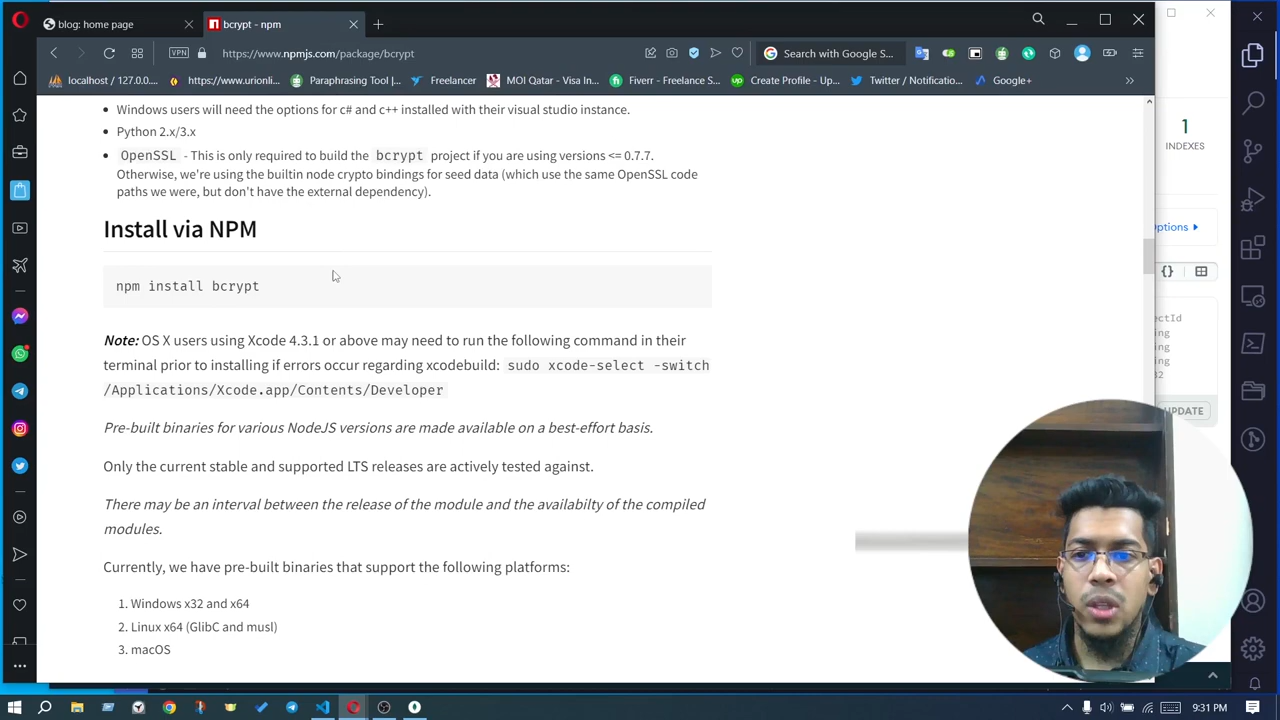 blog: home page
bcrypt - npm
VPN
https://www.npmjs.com/package/bcrypt
Search with Google S...
localhost / 127.0.0....
https://www.urionli...
Paraphrasing Tool |...
Freelancer
MOI Qatar - Visa In...
Fiverr - Freelance S...
Create Profile - Up...
Twitter / Notificatio...
Google+
Windows users will need the options for c# and c++ installed with their visual studio instance.
Python 2.x/3.x
OpenSSL - This is only required to build the bcrypt project if you are using versions <= 0.7.7.
Otherwise, we're using the builtin node crypto bindings for seed data (which use the same OpenSSL code
paths we were, but don't have the external dependency).
Install via NPM
npm install bcrypt
Note: OS X users using Xcode 4.3.1 or above may need to run the following command in their
terminal prior to installing if errors occur regarding xcodebuild: sudo xcode-select -switch
/Applications/Xcode.app/Contents/Developer
Pre-built binaries for various NodeJS versions are made available on a best-effort basis.
Only the current stable and supported LTS releases are actively tested against.
There may be an interval between the release of the module and the availabilty of the compiled
modules.
Currently, we have pre-built binaries that support the following platforms:
1. Windows x32 and x64
2. Linux x64 (GlibC and musl)
3. macOS
1
INDEXES
ptions
{}
ectId
ing
ing
32
UPDATE
9:31 PM